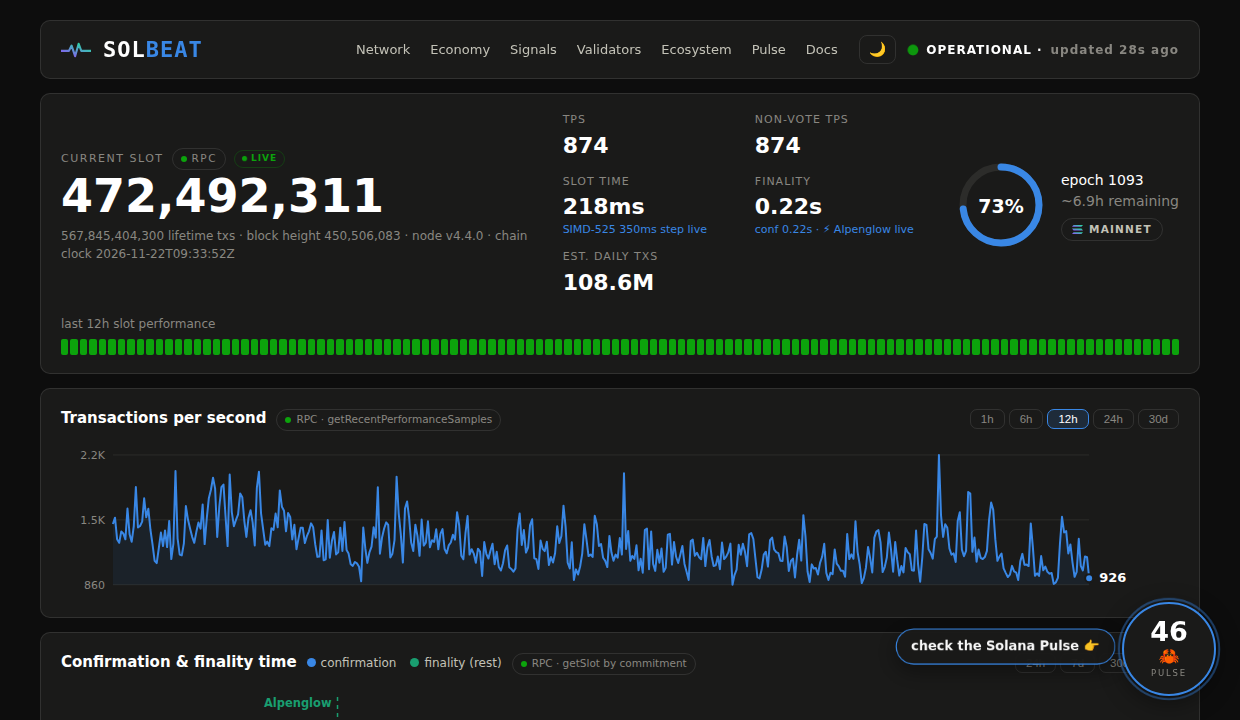 SOLBEAT
Network Economy Signals Validators Ecosystem Pulse Docs 🌙 OPERATIONAL · updated 28s ago
CURRENT SLOT RPC LIVE
472,492,311
567,845,404,300 lifetime txs · block height 450,506,083 · node v4.4.0 · chain
clock 2026-11-22T09:33:52Z
TPS
874
NON-VOTE TPS
874
SLOT TIME
218ms
SIMD-525 350ms step live
FINALITY
0.22s
conf 0.22s · ⚡ Alpenglow live
EST. DAILY TXS
108.6M
73%
epoch 1093
~6.9h remaining
MAINNET
last 12h slot performance
Transactions per second RPC · getRecentPerformanceSamples
1h 6h 12h 24h 30d
2.2K
1.5K
860
926
Confirmation & finality time confirmation finality (rest) RPC · getSlot by commitment
check the Solana Pulse 👉
46
🦀
PULSE
Alpenglow